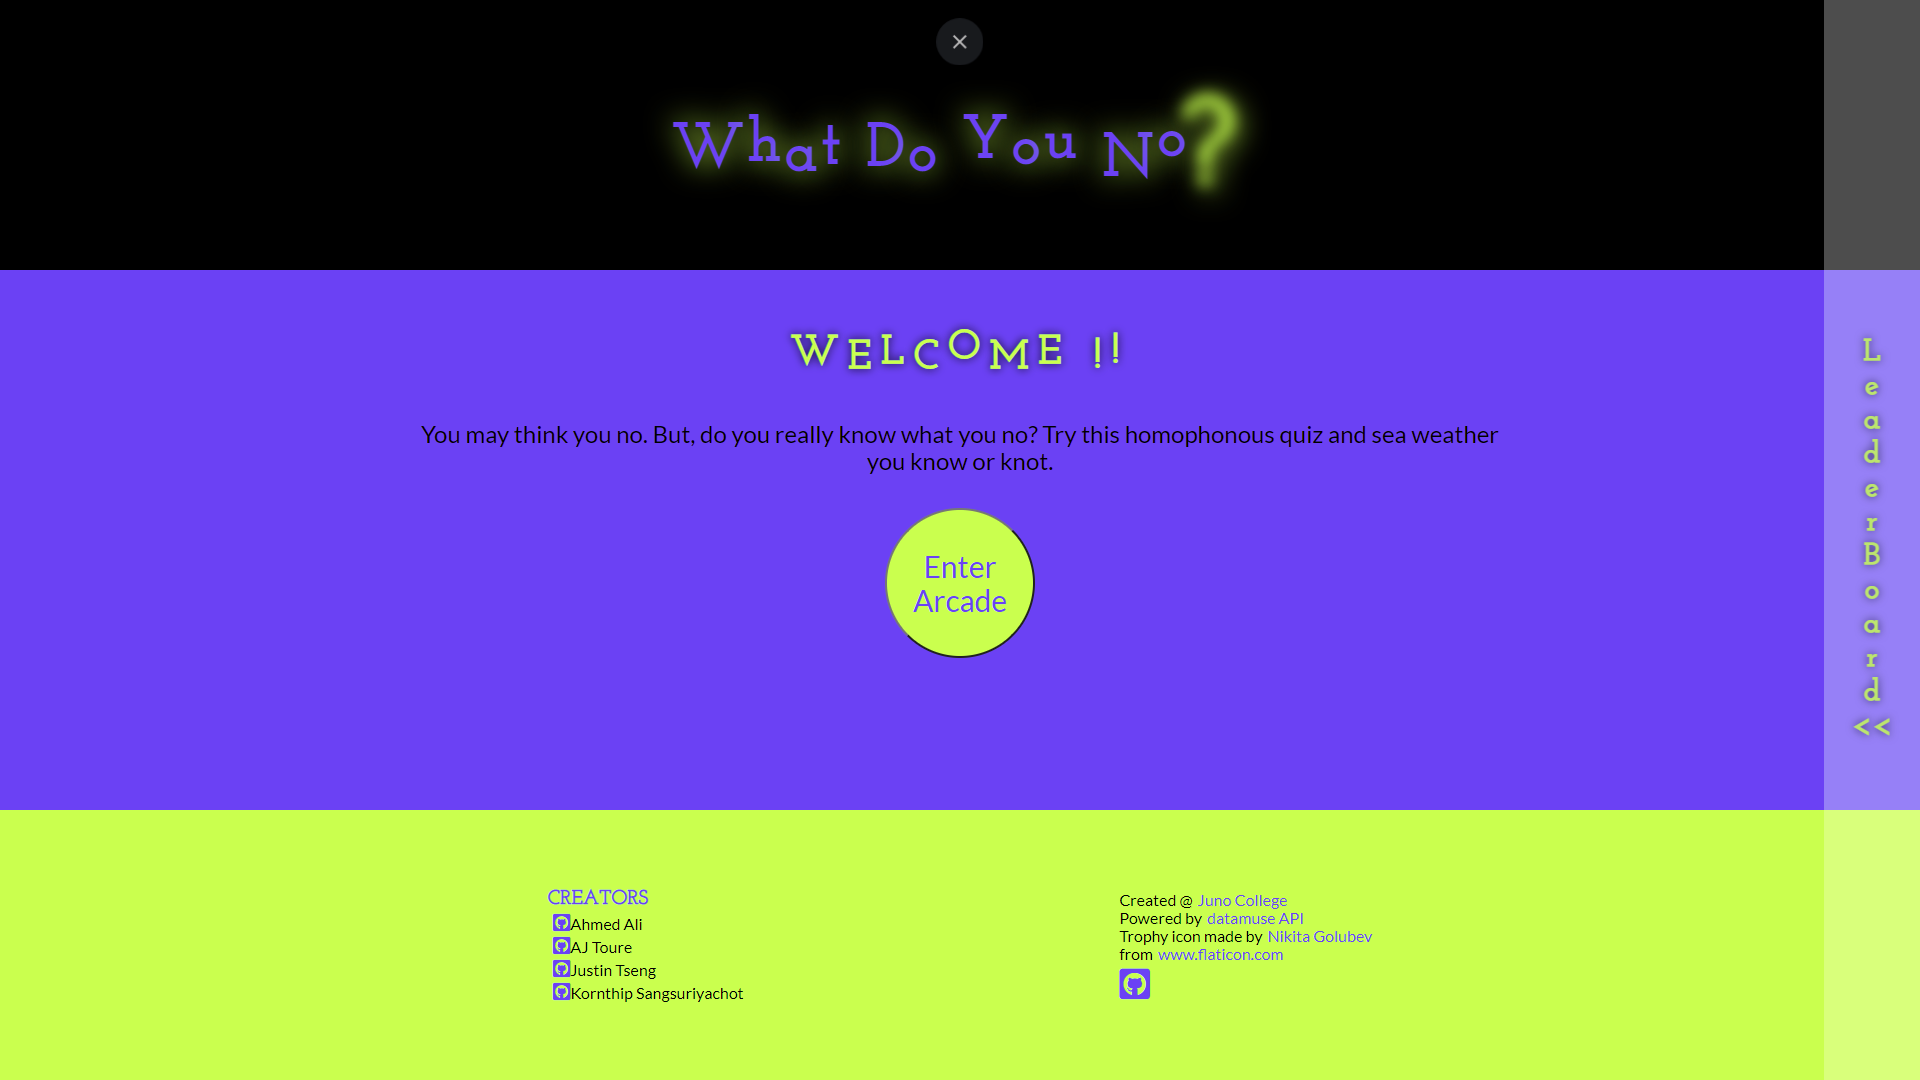 What Do You No?
WELCOME !!
You may think you no. But, do you really know what you no? Try this homophonous quiz and sea weather
you know or knot.
Enter
Arcade
L
e
a
d
e
r
B
o
a
r
d
<<
CREATORS
Ahmed Ali
AJ Toure
Justin Tseng
Kornthip Sangsuriyachot
Created @ Juno College
Powered by datamuse API
Trophy icon made by Nikita Golubev
from www.flaticon.com